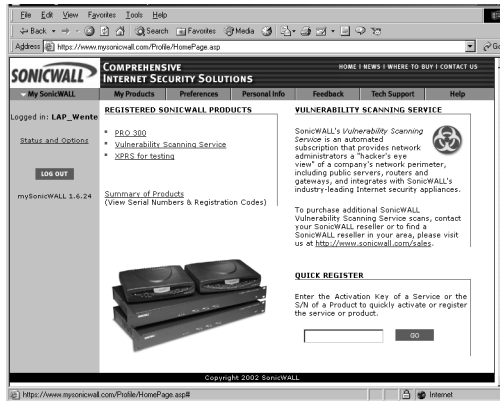 File Edit View Favorites Tools Help
Back Search Favorites Media
Address https://www.mysonicwall.com/Profile/HomePage.asp Go
SONICWALL
COMPREHENSIVE
INTERNET SECURITY SOLUTIONS
HOME | NEWS | WHERE TO BUY | CONTACT US
My SonicWALL My Products Preferences Personal Info Feedback Tech Support Help
Logged in: LAP_Wente
Status and Options
LOG OUT
mySonicWALL 1.6.24
REGISTERED SONICWALL PRODUCTS
PRO 300
Vulnerability Scanning Service
XPRS for testing
Summary of Products
(View Serial Numbers & Registration Codes)
VULNERABILITY SCANNING SERVICE
SonicWALL's Vulnerability Scanning
Service is an automated
subscription that provides network
administrators a "hacker's eye
view" of a company's network perimeter,
including public servers, routers and
gateways, and integrates with SonicWALL's
industry-leading Internet security appliances.
To purchase additional SonicWALL
Vulnerability Scanning Service scans, contact
your SonicWALL reseller or to find a
SonicWALL reseller in your area, please visit
us at http://www.sonicwall.com/sales.
QUICK REGISTER
Enter the Activation Key of a Service or the
S/N of a Product to quickly activate or register
the service or product.
GO
Copyright 2002 SonicWALL
https://www.mysonicwall.com/Profile/HomePage.asp# Internet